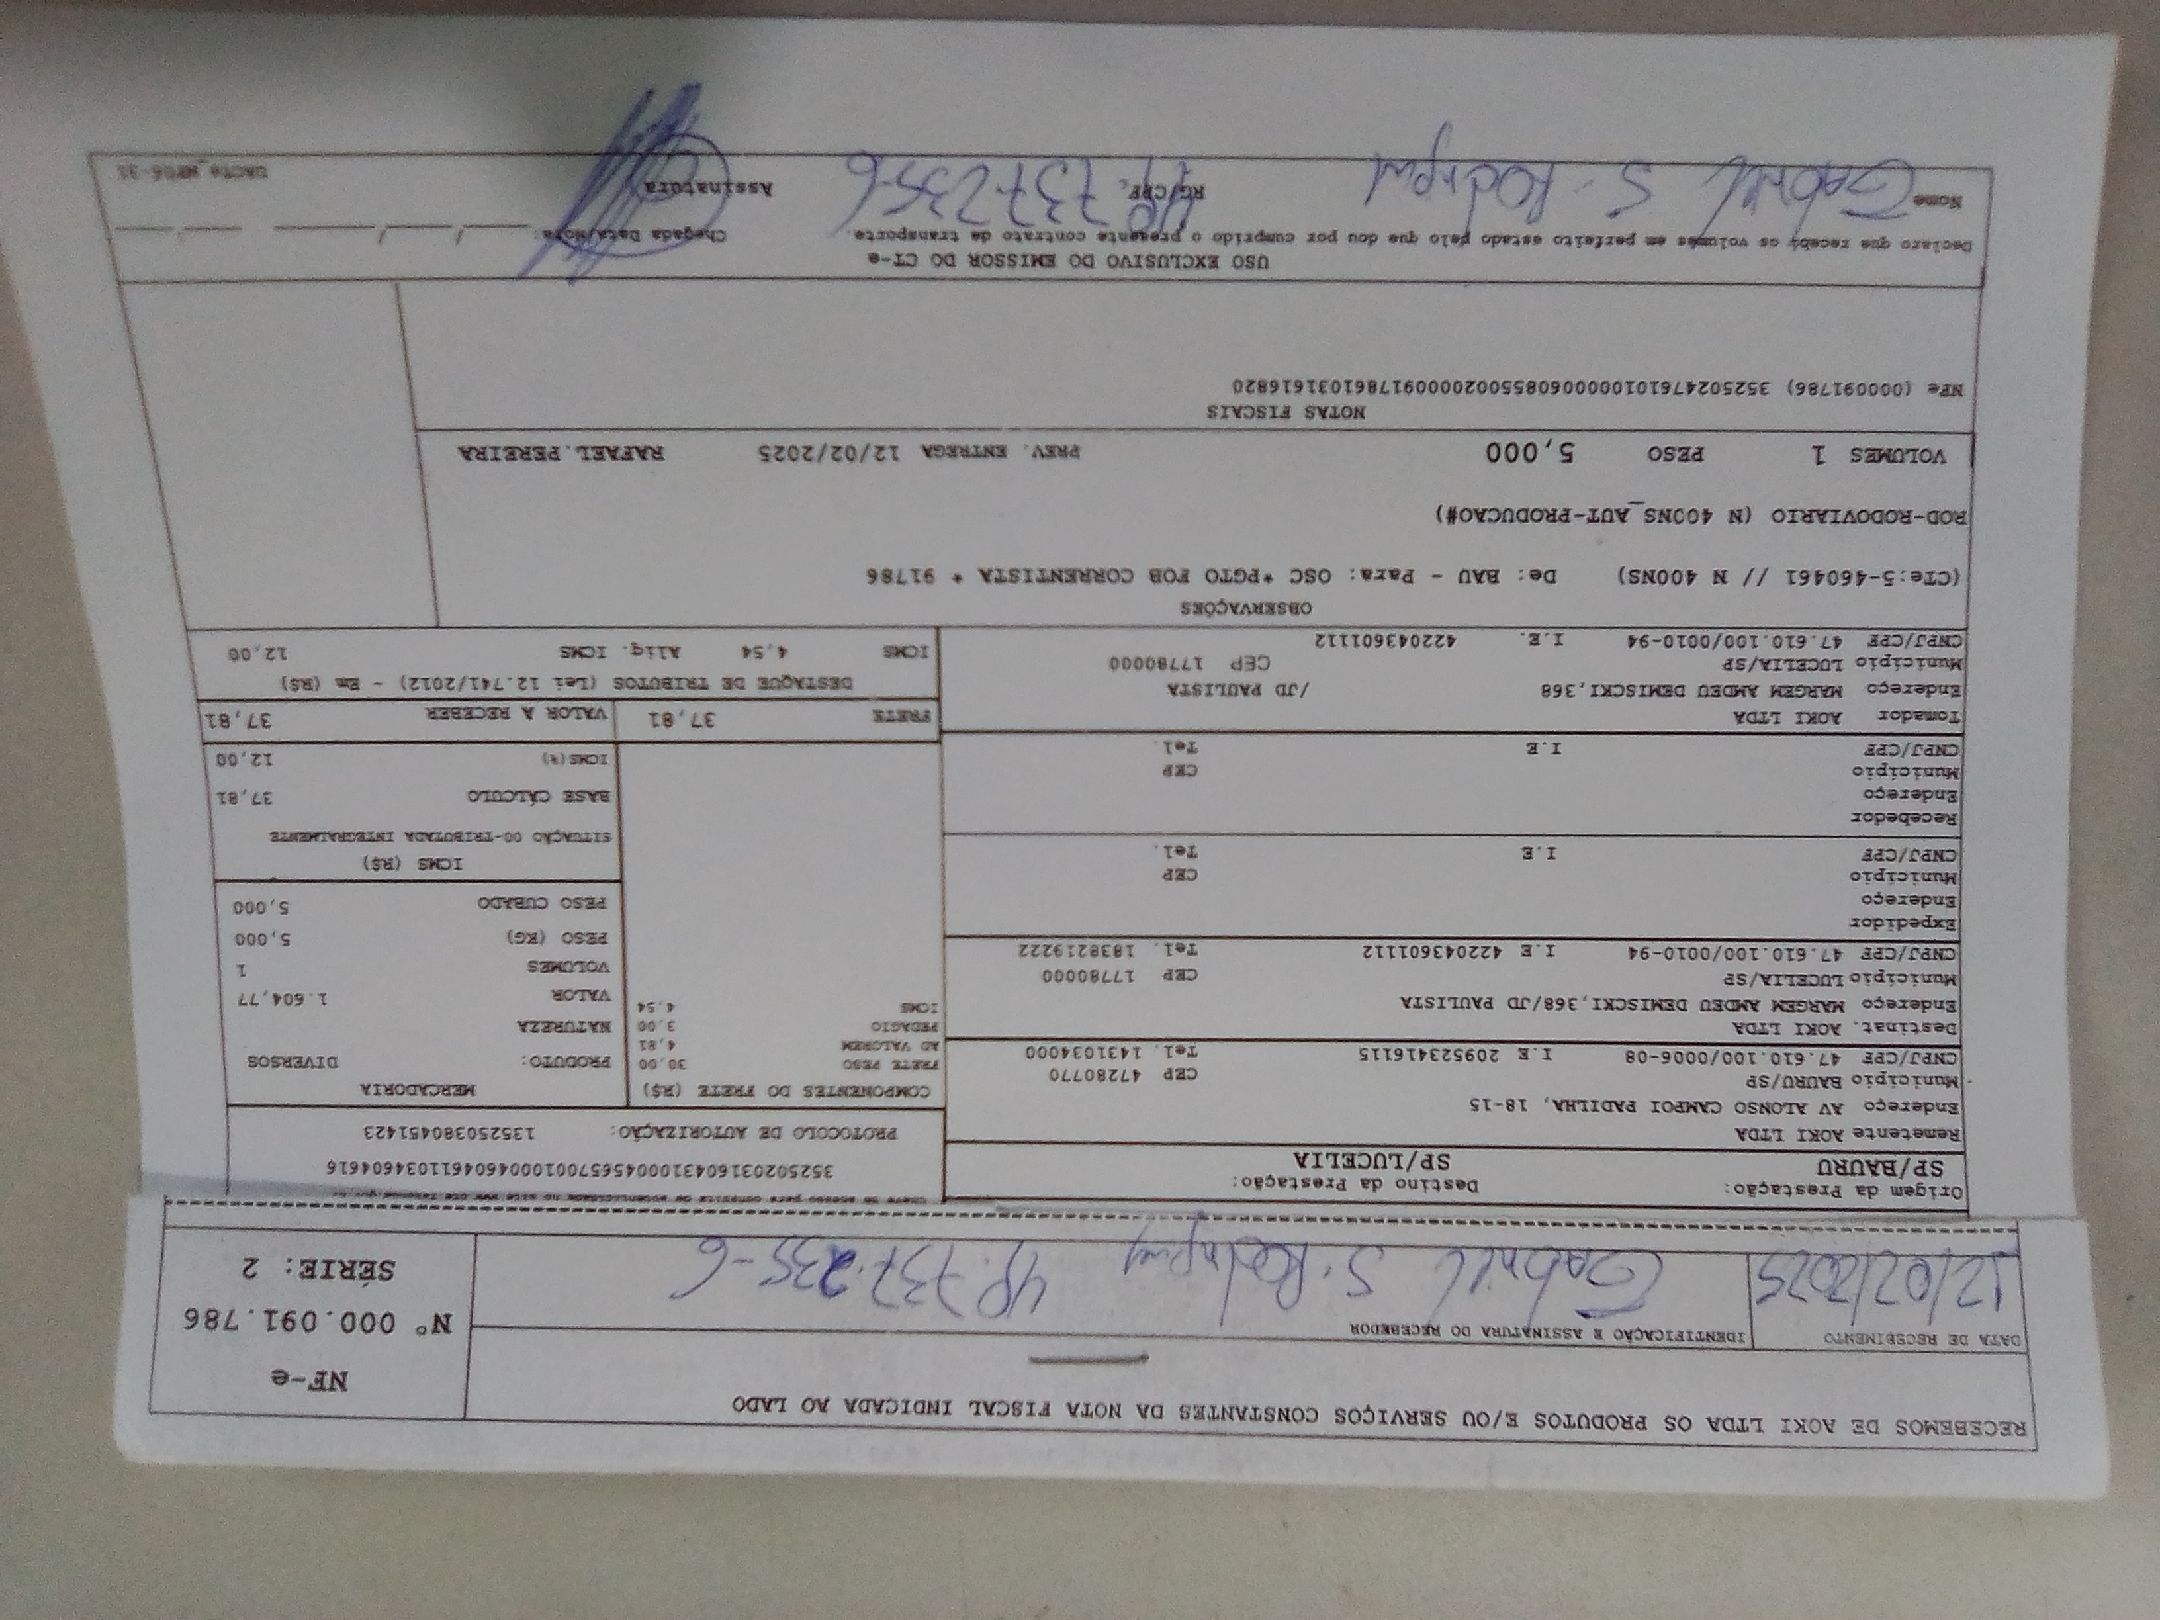 RECEBEMOS DE AOKI LTDA OS PRODUTOS E/OU SERVIÇOS CONSTANTES DA NOTA FISCAL INDICADA AO LADO
NF-e
Nº 000.091.786
SÉRIE: 2
DATA DE RECEBIMENTO
IDENTIFICAÇÃO E ASSINATURA DO RECEBEDOR
12/02/2025 Gabriel S. 48.737.235-6
Origem da Prestação: Destino da Prestação:
SP/BAURU SP/LUCELIA
Remetente AOKI LTDA
Endereço AV ALONSO CAMPOI PADILHA, 18-15
Município BAURU/SP CEP 47280770
CNPJ/CPF 47.610.100/0006-08 I.E 209523416115 Tel. 1431034000
Destinat. AOKI LTDA
Endereço MARGEM AMDEU DEMISCKI,368/JD PAULISTA
Município LUCELIA/SP CEP 17780000
CNPJ/CPF 47.610.100/0010-94 I.E 422043601112 Tel. 1838219222
Expedidor
Endereço
Município CEP
CNPJ/CPF I.E Tel.
Recebedor
Endereço
Município CEP
CNPJ/CPF I.E Tel.
Tomador AOKI LTDA
Endereço MARGEM AMDEU DEMISCKI,368 /JD PAULISTA
Município LUCELIA/SP CEP 17780000
CNPJ/CPF 47.610.100/0010-94 I.E. 422043601112
35250203160431000456570010004604611034604616
PROTOCOLO DE AUTORIZAÇÃO: 135250380451423
COMPONENTES DO FRETE (R$)
FRETE PESO 30,00
AD VALOREM 4,81
PEDAGIO 3,00
ICMS 4,54
MERCADORIA
PRODUTO: DIVERSOS
NATUREZA
VALOR 1.604,77
VOLUMES 1
PESO (KG) 5,000
PESO CUBADO 5,000
ICMS (R$)
SITUAÇÃO 00-TRIBUTADA INTEGRALMENTE
BASE CÁLCULO 37,81
ICMS(%) 12,00
FRETE 37,81 VALOR A RECEBER 37,81
DESTAQUE DE TRIBUTOS (Lei 12.741/2012) - Em (R$)
ICMS 4,54 Aliq. ICMS 12,00
OBSERVAÇÕES
(CTe:5-460461 // N 400NS) De: BAU - Para: OSC *PGTO FOB CORRENTISTA * 91786
ROD-RODOVIARIO (N 400NS_AUT-PRODUCAO#)
VOLUMES 1 PESO 5,000 PREV. ENTREGA 12/02/2025 RAFAEL.PEREIRA
NOTAS FISCAIS
NFe (00091786) 35250247610100000608550020000917861031616820
USO EXCLUSIVO DO EMISSOR DO CT-e
Declaro que recebi os volumes em perfeito estado pelo que dou por cumprido o presente contrato de transporte. Chegada Data/Hora:
Nome Gabriel S. RG/CPF 48.737.235-6 Assinatura